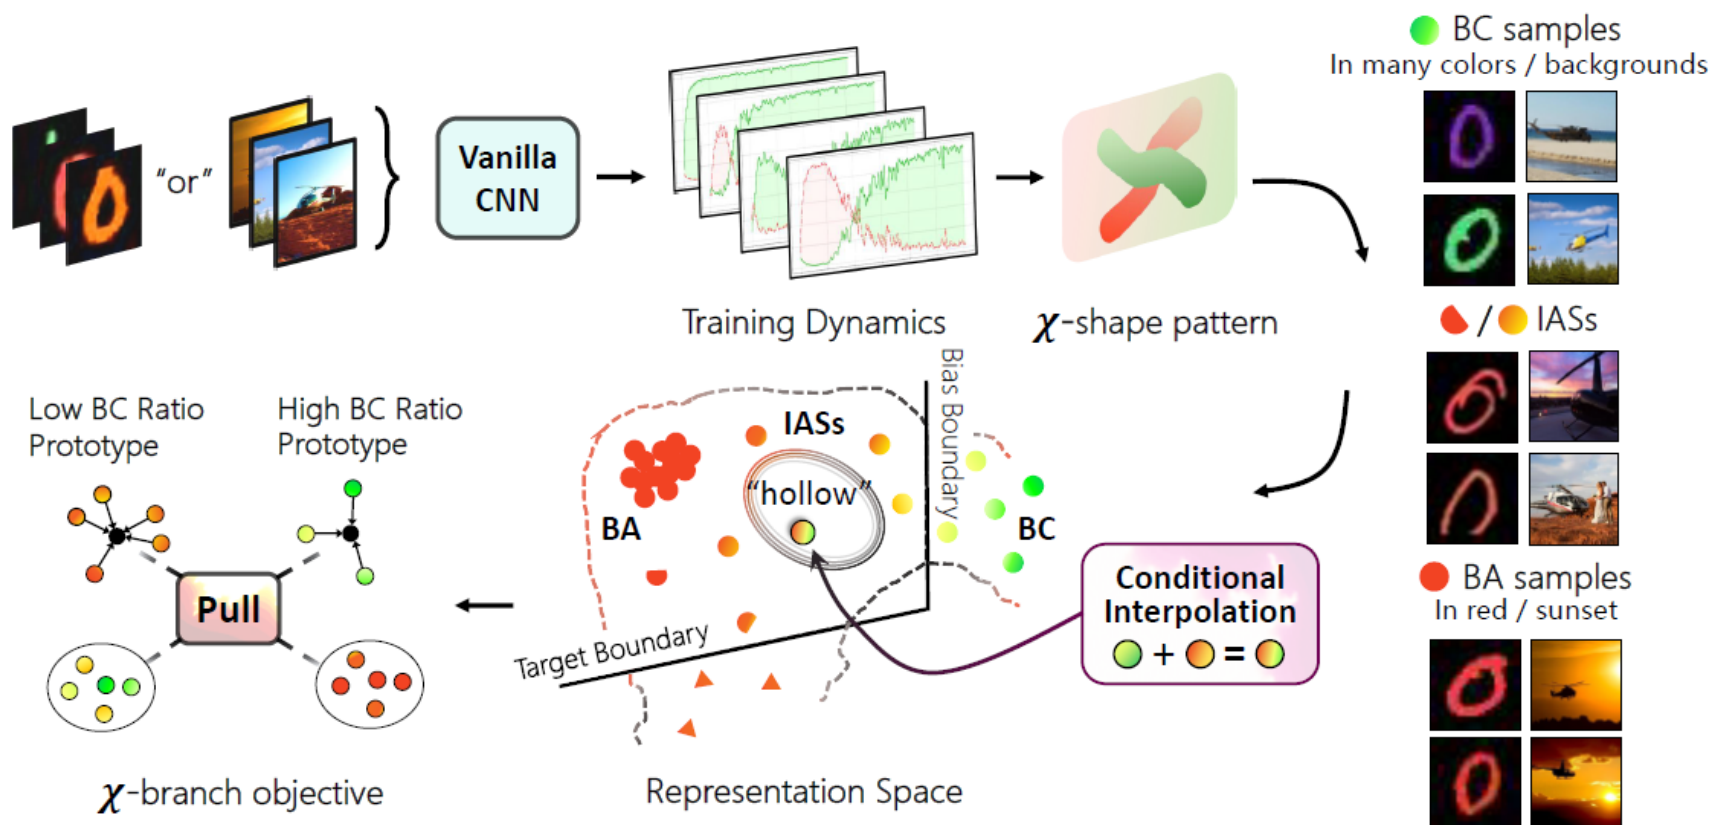 BC samples
In many colors / backgrounds
"or"
Vanilla
CNN
Training Dynamics
χ-shape pattern
/ IASs
Low BC Ratio
Prototype
High BC Ratio
Prototype
Pull
χ-branch objective
IASs
"hollow"
BA
BC
Bias Boundary
Target Boundary
Representation Space
Conditional
Interpolation
+ =
BA samples
In red / sunset